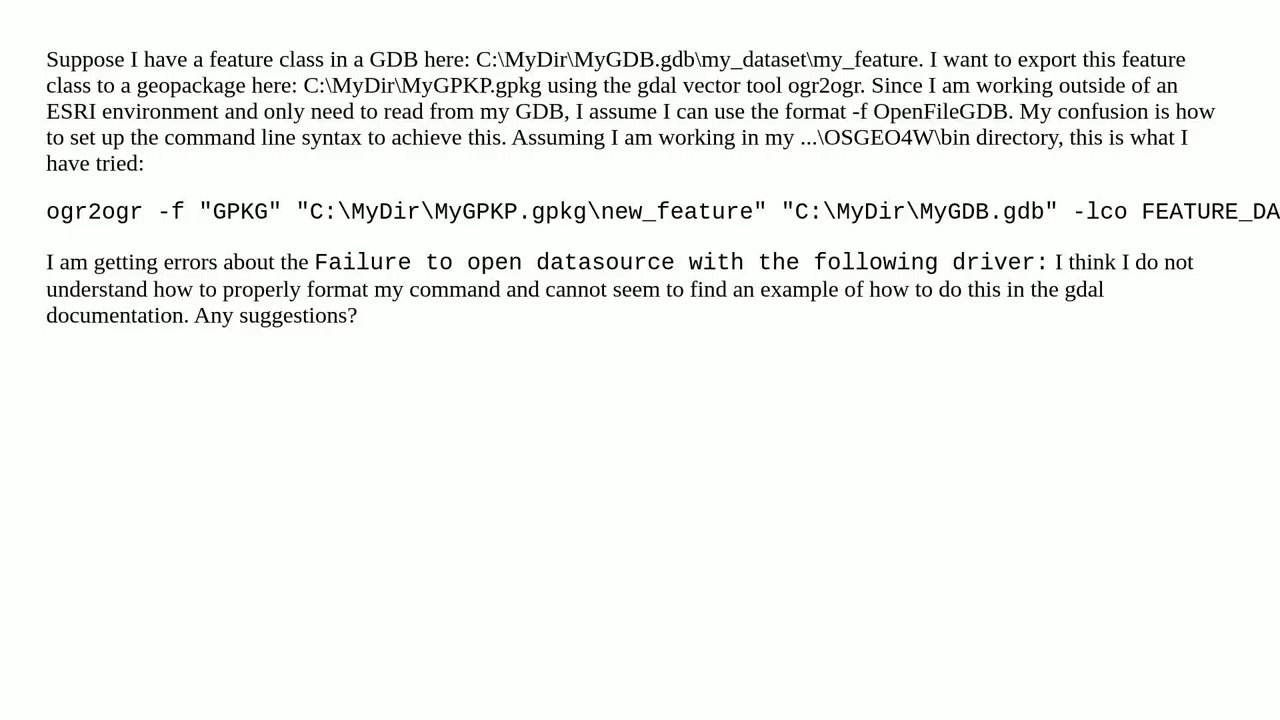 Suppose I have a feature class in a GDB here: C:\MyDir\MyGDB.gdb\my_dataset\my_feature. I want to export this feature
class to a geopackage here: C:\MyDir\MyGPKP.gpkg using the gdal vector tool ogr2ogr. Since I am working outside of an
ESRI environment and only need to read from my GDB, I assume I can use the format -f OpenFileGDB. My confusion is how
to set up the command line syntax to achieve this. Assuming I am working in my ...\OSGEO4W\bin directory, this is what I
have tried:
ogr2ogr -f "GPKG" "C:\MyDir\MyGPKP.gpkg\new_feature" "C:\MyDir\MyGDB.gdb" -lco FEATURE_DA
I am getting errors about the Failure to open datasource with the following driver: I think I do not
understand how to properly format my command and cannot seem to find an example of how to do this in the gdal
documentation. Any suggestions?